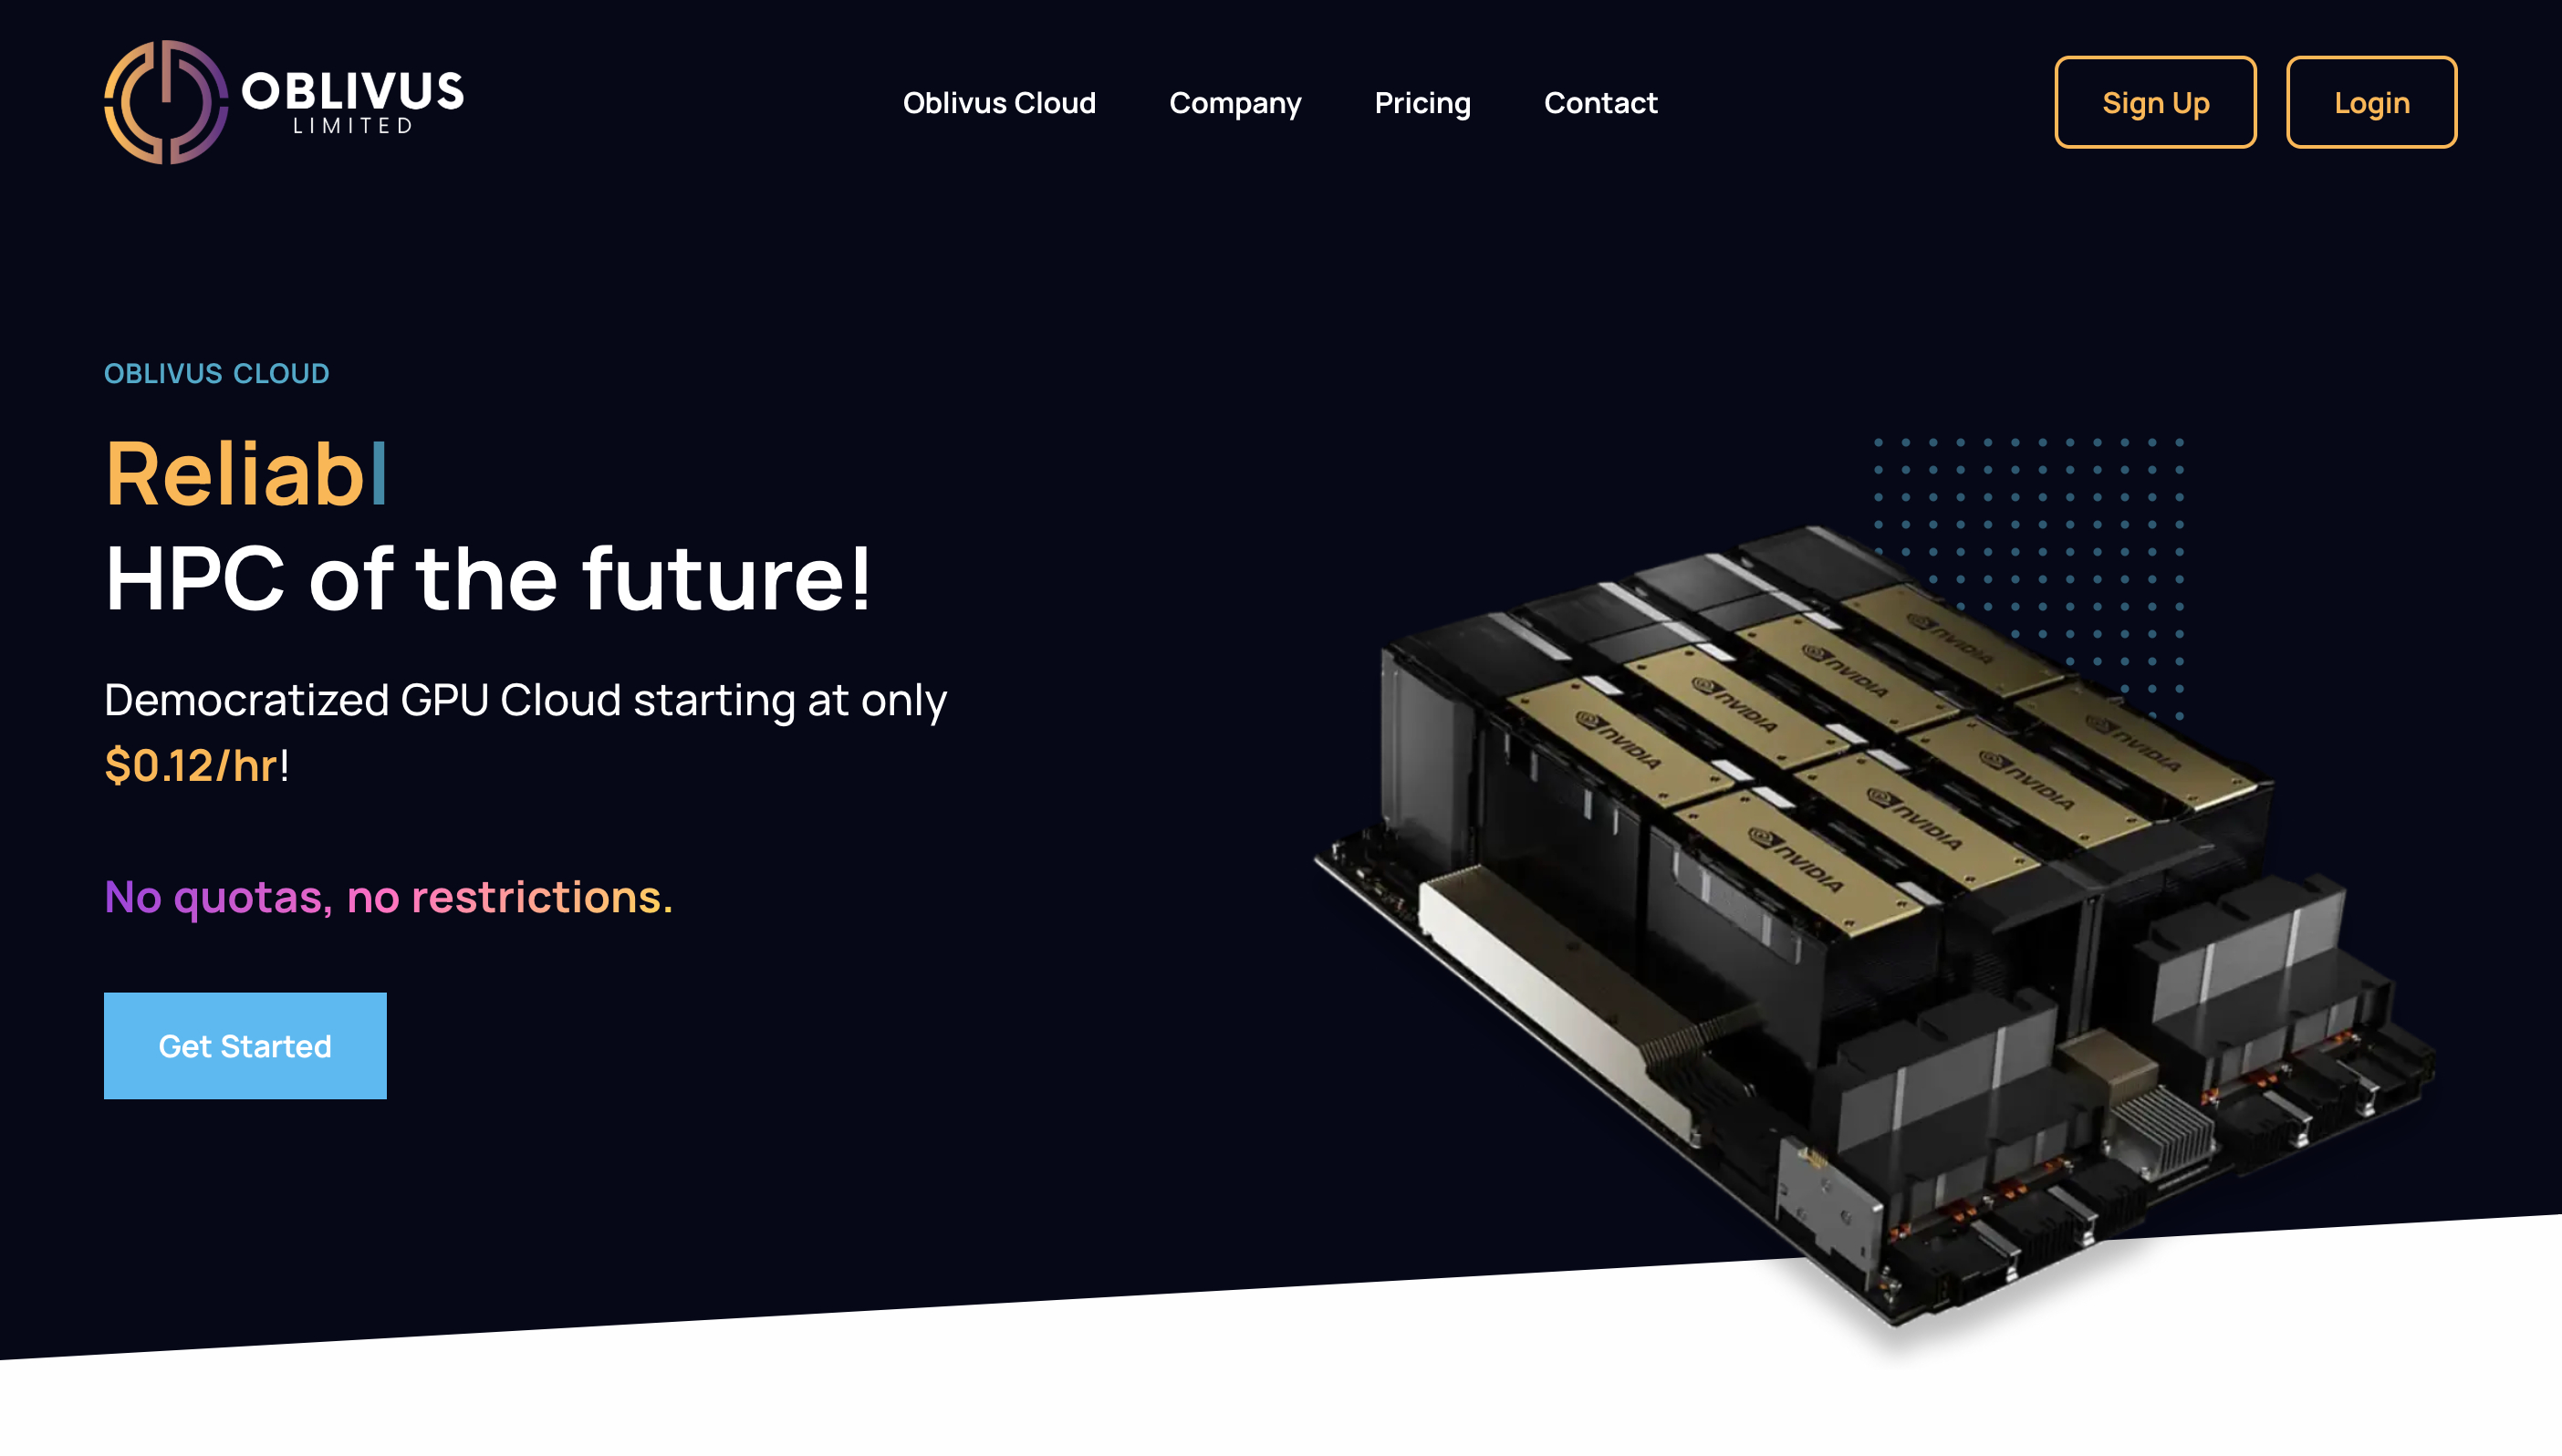 OBLIVUS
LIMITED
Oblivus Cloud
Company
Pricing
Contact
Sign Up
Login
OBLIVUS CLOUD
Reliab
HPC of the future!
Democratized GPU Cloud starting at only
$0.12/hr!
No quotas, no restrictions.
Get Started
NVIDIA
NVIDIA
NVIDIA
NVIDIA
NVIDIA
NVIDIA
NVIDIA
NVIDIA